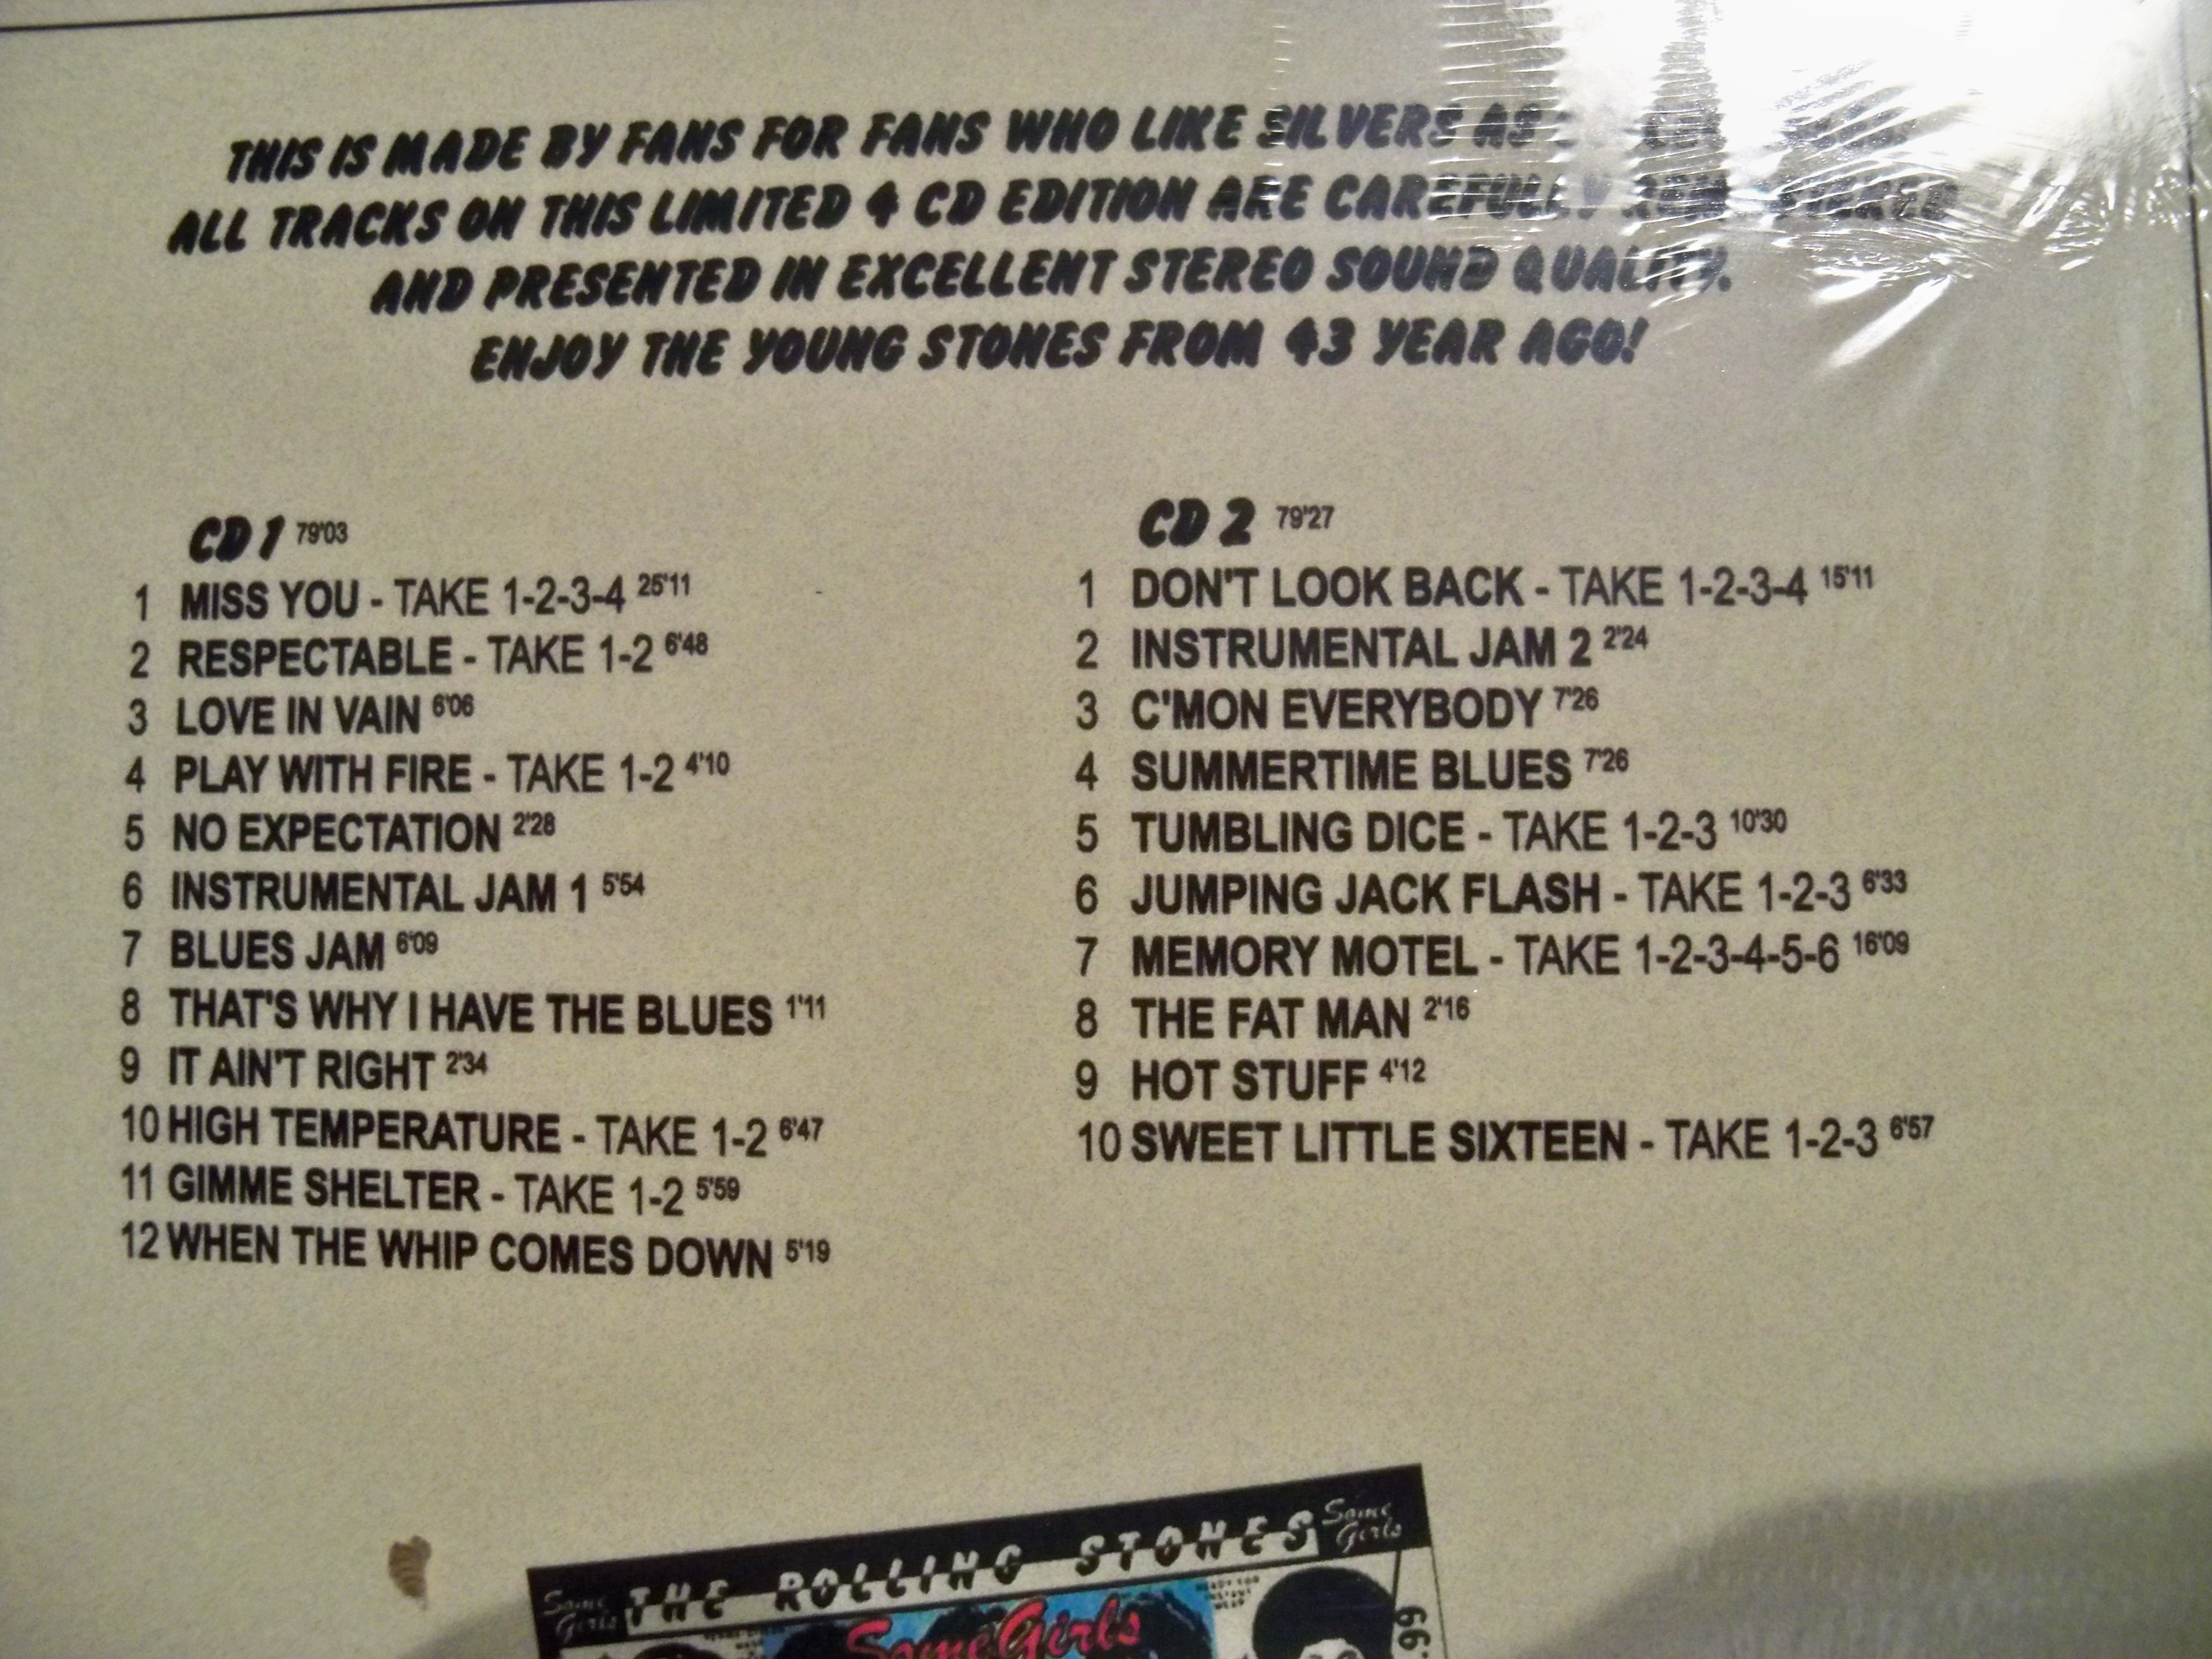 THIS IS MADE BY FANS FOR FANS WHO LIKE SILVERS AS
ALL TRACKS ON THIS LIMITED 4 CD EDITION ARE CAREFULLY REMASTERED
AND PRESENTED IN EXCELLENT STEREO SOUND QUALITY.
ENJOY THE YOUNG STONES FROM 43 YEAR AGO!
CD 1 79'03
1 MISS YOU - TAKE 1-2-3-4 25'11
2 RESPECTABLE - TAKE 1-2 6'48
3 LOVE IN VAIN 6'06
4 PLAY WITH FIRE - TAKE 1-2 4'10
5 NO EXPECTATION 2'28
6 INSTRUMENTAL JAM 1 5'54
7 BLUES JAM 6'09
8 THAT'S WHY I HAVE THE BLUES 1'11
9 IT AIN'T RIGHT 2'34
10 HIGH TEMPERATURE - TAKE 1-2 6'47
11 GIMME SHELTER - TAKE 1-2 5'59
12 WHEN THE WHIP COMES DOWN 5'19
CD 2 79'27
1 DON'T LOOK BACK - TAKE 1-2-3-4 15'11
2 INSTRUMENTAL JAM 2 2'24
3 C'MON EVERYBODY 7'26
4 SUMMERTIME BLUES 7'26
5 TUMBLING DICE - TAKE 1-2-3 10'30
6 JUMPING JACK FLASH - TAKE 1-2-3 6'33
7 MEMORY MOTEL - TAKE 1-2-3-4-5-6 16'09
8 THE FAT MAN 2'16
9 HOT STUFF 4'12
10 SWEET LITTLE SIXTEEN - TAKE 1-2-3 6'57
Some Girls THE ROLLING STONES Some Girls
Some Girls
66